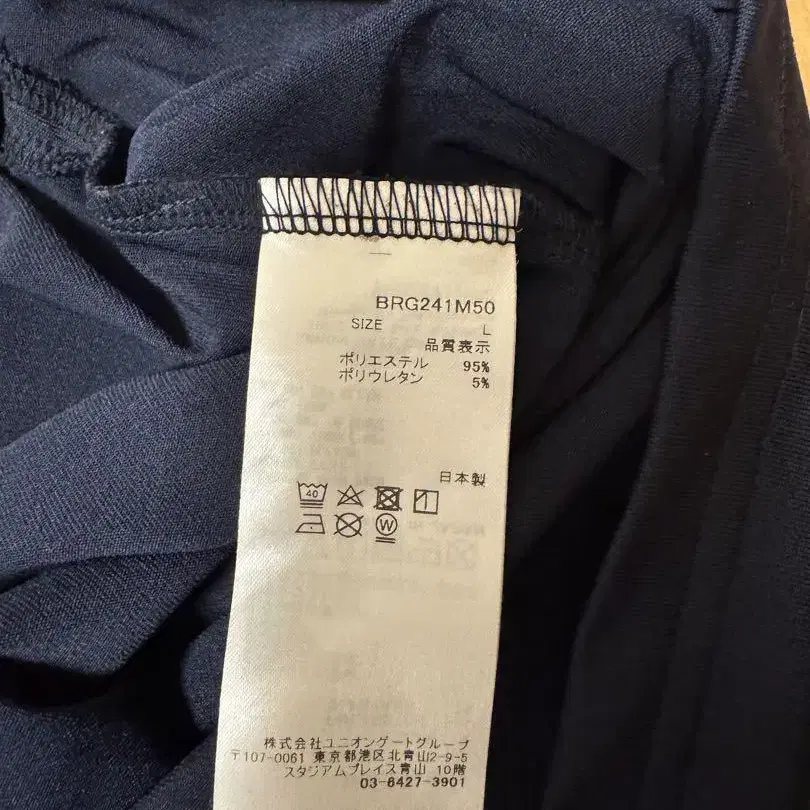 BRG241M50
SIZE L
品質表示
ポリエステル 95%
ポリウレタン 5%
日本製
40
W
株式会社ユニオンゲートグループ
〒107-0061 東京都港区北青山2-9-5
スタジアムプレイス青山 10階
03-6427-3901